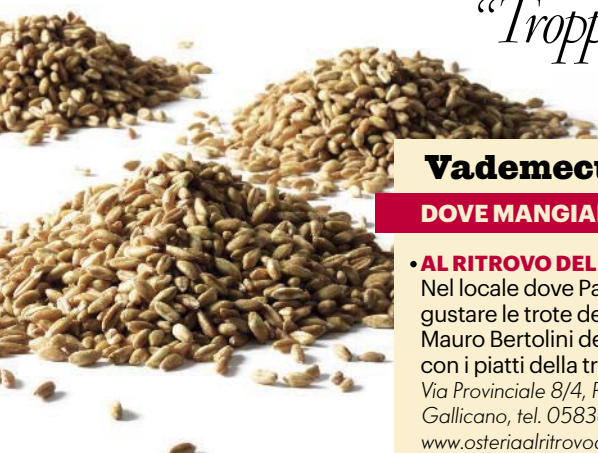 “Tropp
Vademecu
DOVE MANGIA
• AL RITROVO DEL
Nel locale dove Pa
gustare le trote de
Mauro Bertolini de
con i piatti della tr
Via Provinciale 8/4, F
Gallicano, tel. 0583
www.osteriaalritrovo